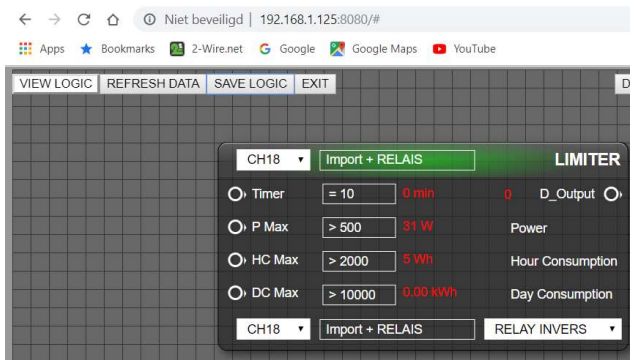 Niet beveiligd | 192.168.1.125:8080/#
Apps Bookmarks 2-Wire.net Google Google Maps YouTube
VIEW LOGIC REFRESH DATA SAVE LOGIC EXIT D
CH18 Import + RELAIS LIMITER
Timer = 10 0 min 0 D_Output
P Max > 500 31 W Power
HC Max > 2000 5 Wh Hour Consumption
DC Max > 10000 0.00 kWh Day Consumption
CH18 Import + RELAIS RELAY INVERS